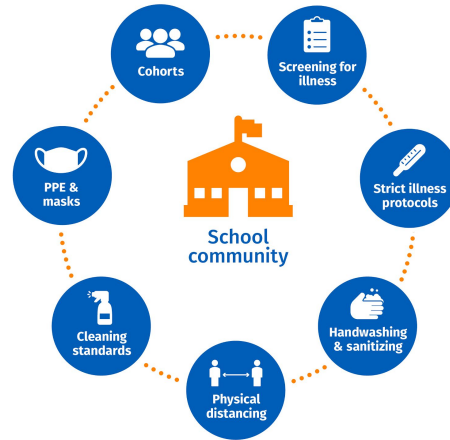 Cohorts
Screening for
illness
Strict illness
protocols
Handwashing
& sanitizing
Physical
distancing
Cleaning
standards
PPE &
masks
School
community